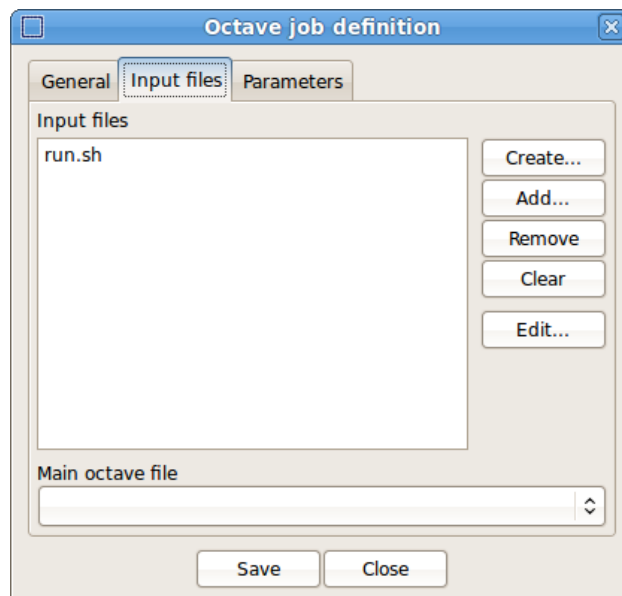 Octave job definition
General Input files Parameters
Input files
run.sh
Create...
Add...
Remove
Clear
Edit...
Main octave file
Save Close